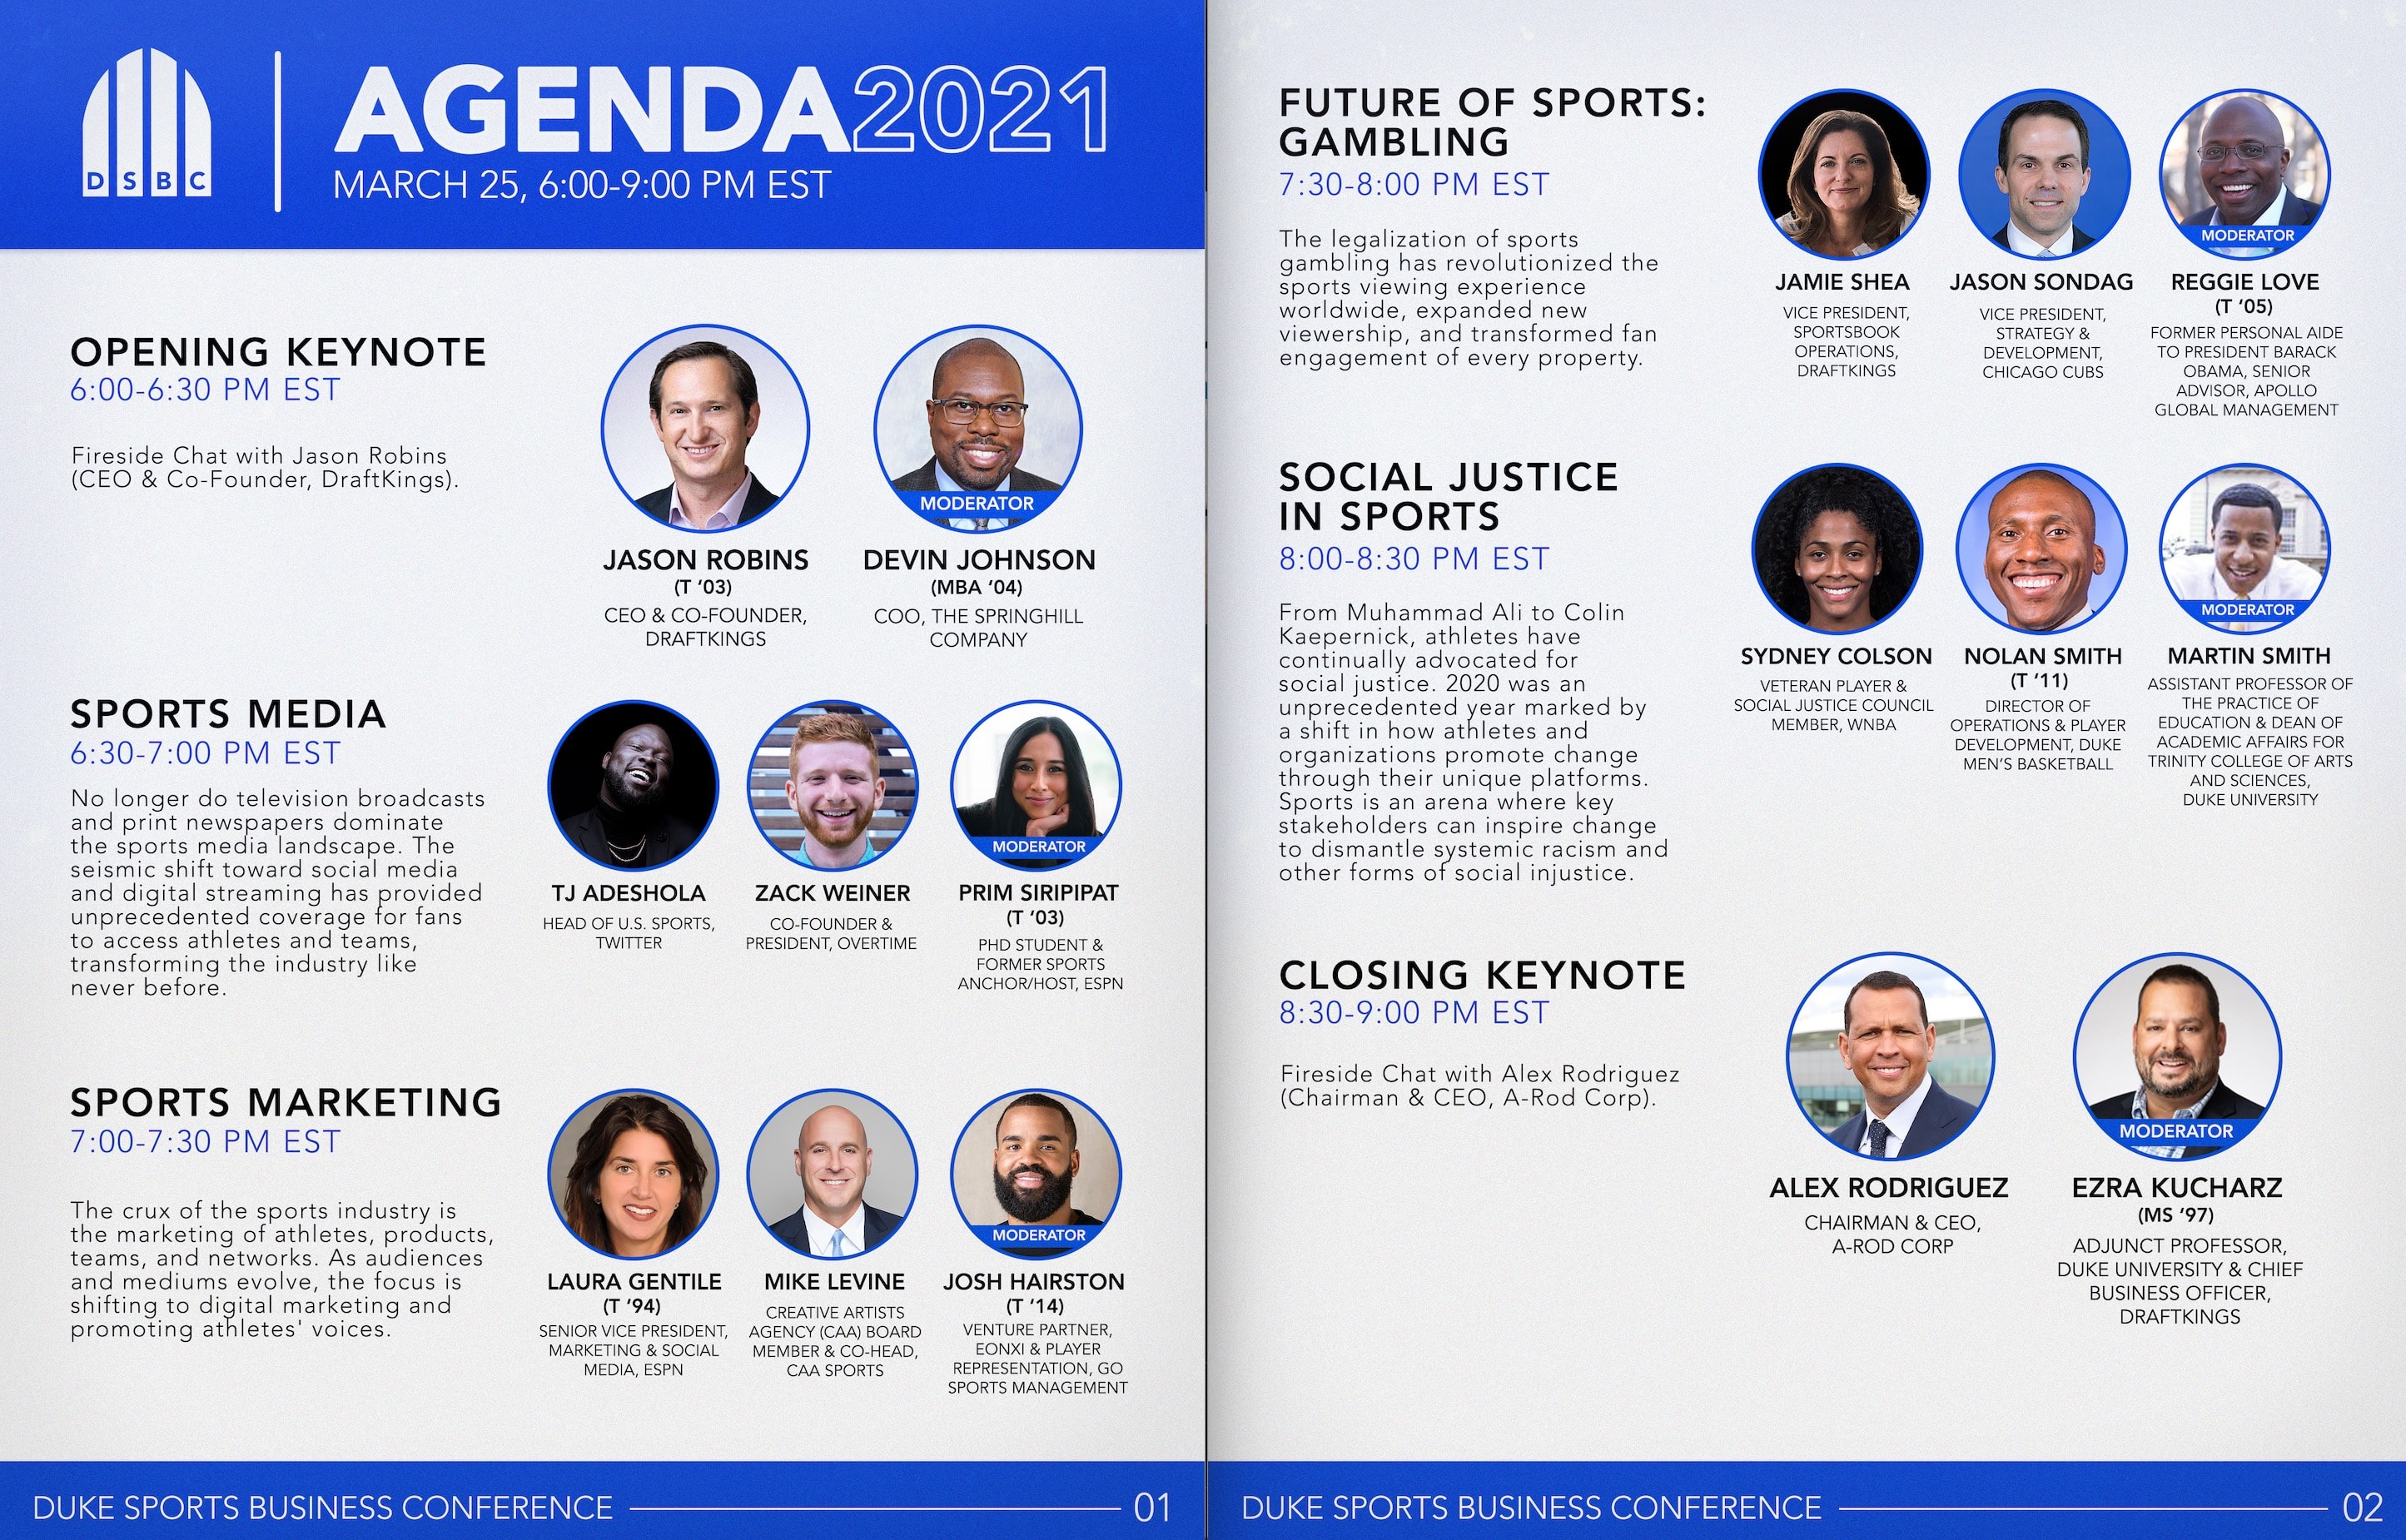 DSBC
AGENDA2021
MARCH 25, 6:00-9:00 PM EST
OPENING KEYNOTE
6:00-6:30 PM EST
Fireside Chat with Jason Robins
(CEO & Co-Founder, DraftKings).
JASON ROBINS
(T ‘03)
CEO & CO-FOUNDER,
DRAFTKINGS
MODERATOR
DEVIN JOHNSON
(MBA ‘04)
COO, THE SPRINGHILL
COMPANY
SPORTS MEDIA
6:30-7:00 PM EST
No longer do television broadcasts
and print newspapers dominate
the sports media landscape. The
seismic shift toward social media
and digital streaming has provided
unprecedented coverage for fans
to access athletes and teams,
transforming the industry like
never before.
TJ ADESHOLA
HEAD OF U.S. SPORTS,
TWITTER
ZACK WEINER
CO-FOUNDER &
PRESIDENT, OVERTIME
MODERATOR
PRIM SIRIPIPAT
(T ‘03)
PHD STUDENT &
FORMER SPORTS
ANCHOR/HOST, ESPN
SPORTS MARKETING
7:00-7:30 PM EST
The crux of the sports industry is
the marketing of athletes, products,
teams, and networks. As audiences
and mediums evolve, the focus is
shifting to digital marketing and
promoting athletes' voices.
LAURA GENTILE
(T ‘94)
SENIOR VICE PRESIDENT,
MARKETING & SOCIAL
MEDIA, ESPN
MIKE LEVINE
CREATIVE ARTISTS
AGENCY (CAA) BOARD
MEMBER & CO-HEAD,
CAA SPORTS
MODERATOR
JOSH HAIRSTON
(T ‘14)
VENTURE PARTNER,
EONXI & PLAYER
REPRESENTATION, GO
SPORTS MANAGEMENT
DUKE SPORTS BUSINESS CONFERENCE 01
FUTURE OF SPORTS:
GAMBLING
7:30-8:00 PM EST
The legalization of sports
gambling has revolutionized the
sports viewing experience
worldwide, expanded new
viewership, and transformed fan
engagement of every property.
JAMIE SHEA
VICE PRESIDENT,
SPORTSBOOK
OPERATIONS,
DRAFTKINGS
JASON SONDAG
VICE PRESIDENT,
STRATEGY &
DEVELOPMENT,
CHICAGO CUBS
MODERATOR
REGGIE LOVE
(T ‘05)
FORMER PERSONAL AIDE
TO PRESIDENT BARACK
OBAMA, SENIOR
ADVISOR, APOLLO
GLOBAL MANAGEMENT
SOCIAL JUSTICE
IN SPORTS
8:00-8:30 PM EST
From Muhammad Ali to Colin
Kaepernick, athletes have
continually advocated for
social justice. 2020 was an
unprecedented year marked by
a shift in how athletes and
organizations promote change
through their unique platforms.
Sports is an arena where key
stakeholders can inspire change
to dismantle systemic racism and
other forms of social injustice.
SYDNEY COLSON
VETERAN PLAYER &
SOCIAL JUSTICE COUNCIL
MEMBER, WNBA
NOLAN SMITH
(T ‘11)
DIRECTOR OF
OPERATIONS & PLAYER
DEVELOPMENT, DUKE
MEN’S BASKETBALL
MODERATOR
MARTIN SMITH
ASSISTANT PROFESSOR OF
THE PRACTICE OF
EDUCATION & DEAN OF
ACADEMIC AFFAIRS FOR
TRINITY COLLEGE OF ARTS
AND SCIENCES,
DUKE UNIVERSITY
CLOSING KEYNOTE
8:30-9:00 PM EST
Fireside Chat with Alex Rodriguez
(Chairman & CEO, A-Rod Corp).
ALEX RODRIGUEZ
CHAIRMAN & CEO,
A-ROD CORP
MODERATOR
EZRA KUCHARZ
(MS ‘97)
ADJUNCT PROFESSOR,
DUKE UNIVERSITY & CHIEF
BUSINESS OFFICER,
DRAFTKINGS
DUKE SPORTS BUSINESS CONFERENCE 02